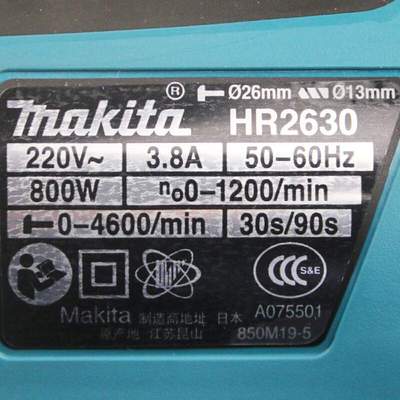 ® Ø26mm Ø13mm
makita HR2630
220V~ 3.8A 50-60Hz
800W n₀0-1200/min
0-4600/min 30s/90s
CCC S&E
Makita 制造商地址 日本 A075501
原产地 江苏昆山 850M19-5